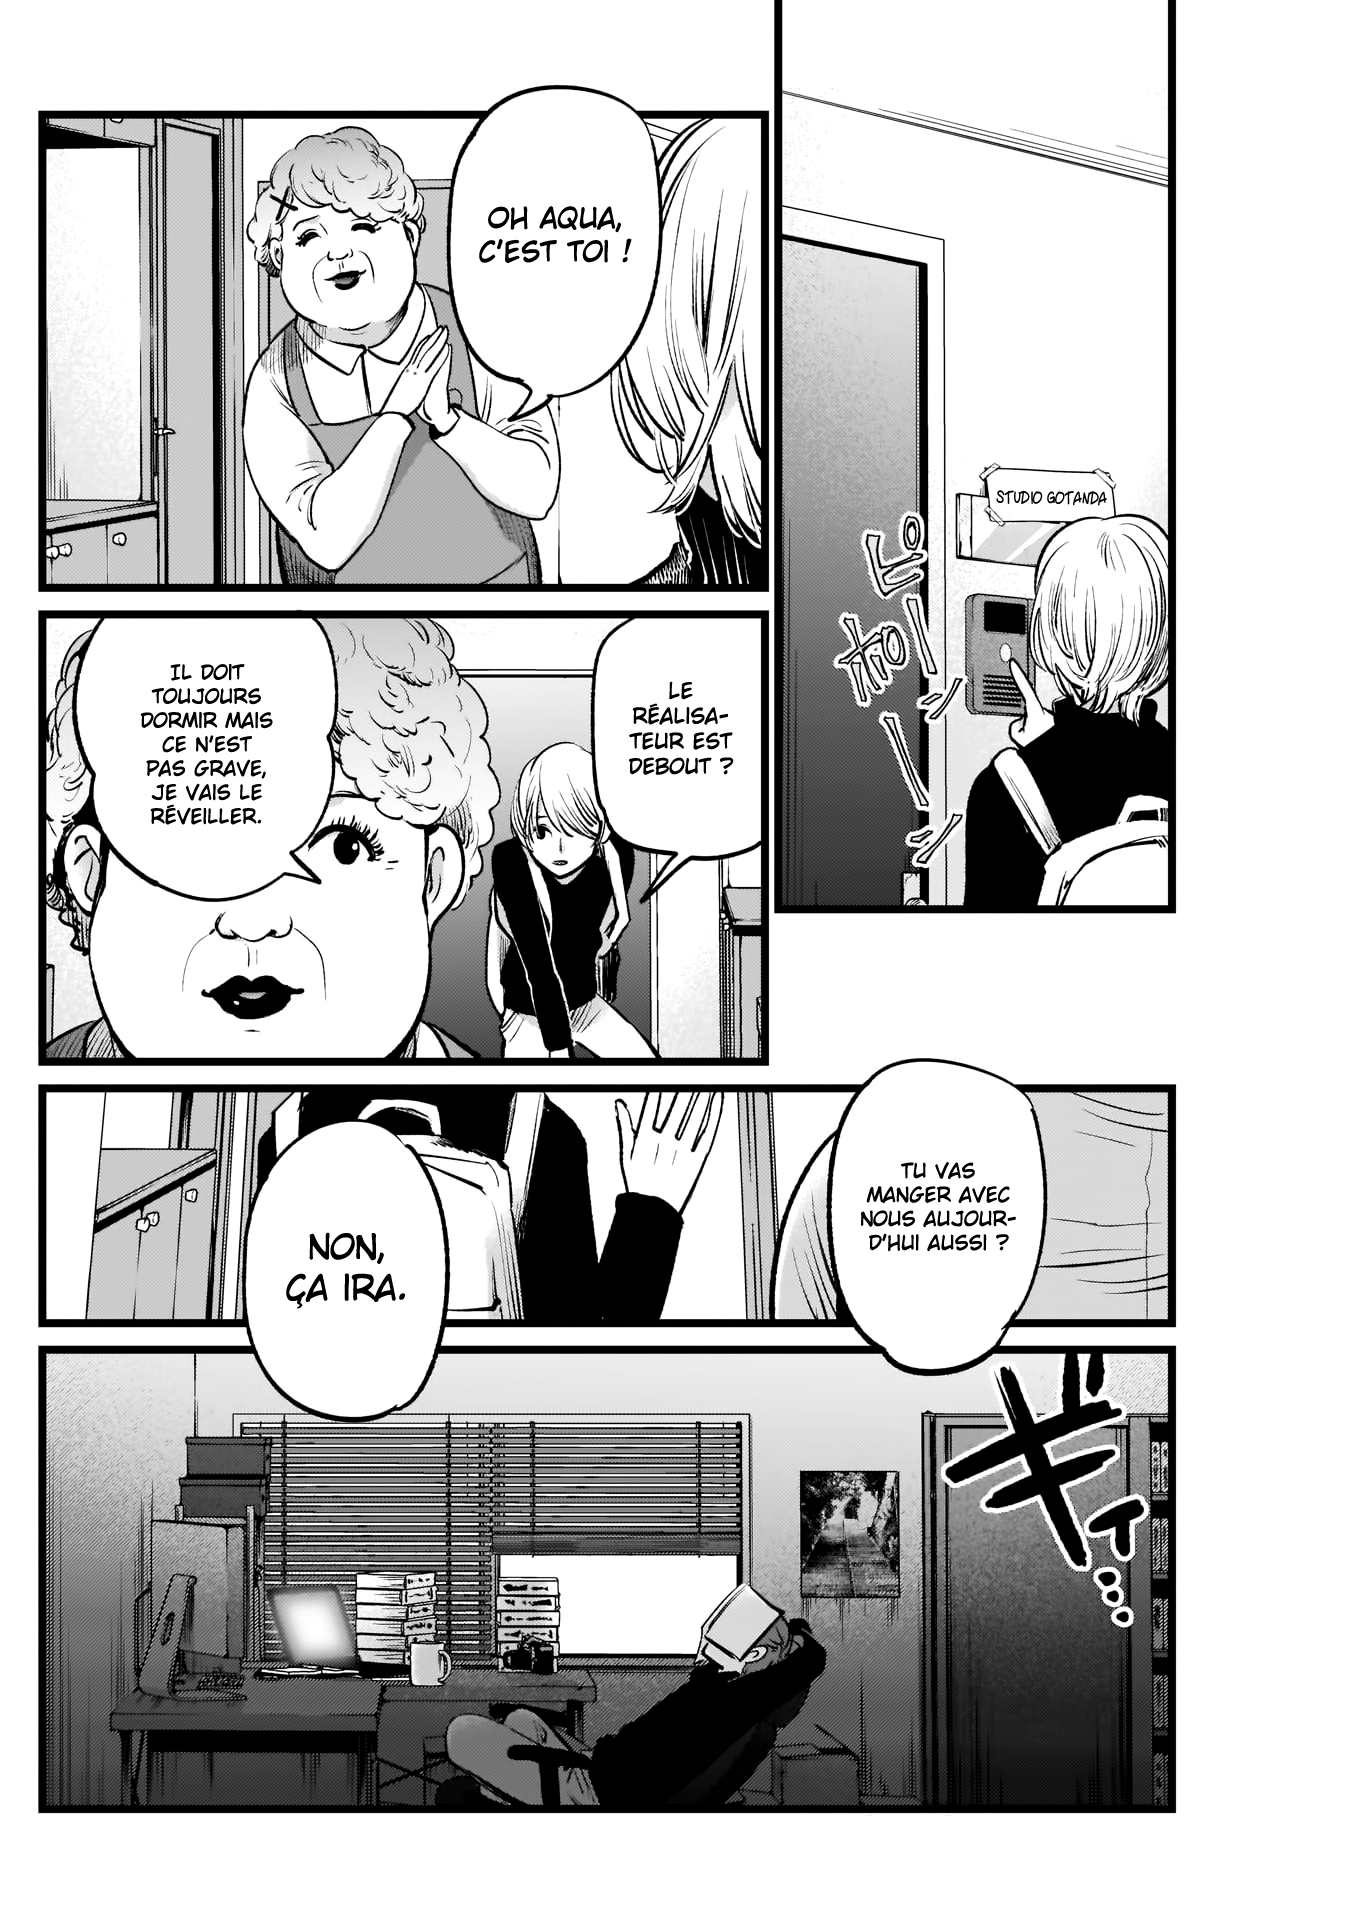 STUDIO GOTANDA
ピーンポーン
OH AQUA,
C'EST TOI !
LE
RÉALISA-
TEUR EST
DEBOUT ?
IL DOIT
TOUJOURS
DORMIR MAIS
CE N'EST
PAS GRAVE,
JE VAIS LE
RÉVEILLER.
TU VAS
MANGER AVEC
NOUS AUJOUR-
D'HUI AUSSI ?
NON,
ÇA IRA.
ギィ…